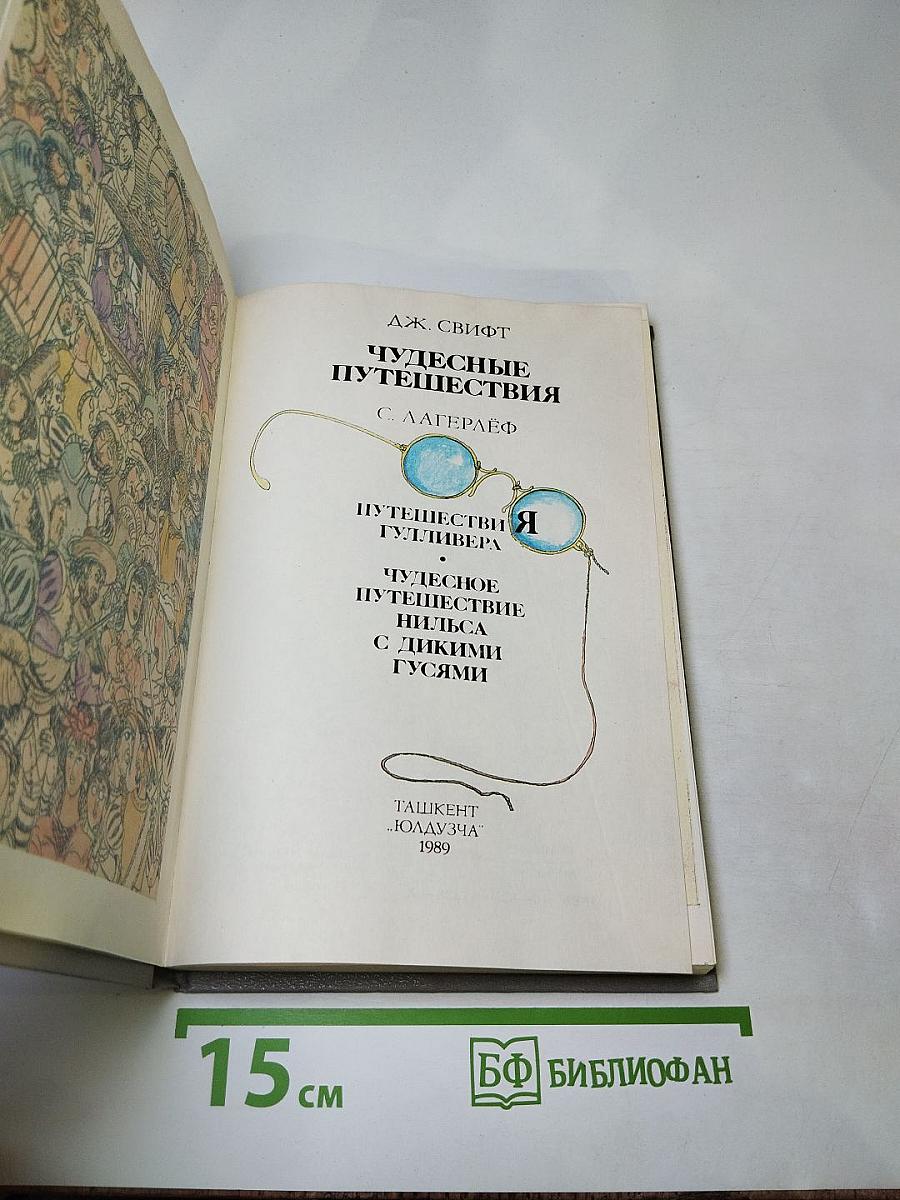 ДЖ. СВИФТ
ЧУДЕСНЫЕ
ПУТЕШЕСТВИЯ
С. ЛАГЕРЛЁФ
ПУТЕШЕСТВИЯ
ГУЛЛИВЕРА
•
ЧУДЕСНОЕ
ПУТЕШЕСТВИЕ
НИЛЬСА
С ДИКИМИ
ГУСЯМИ
ТАШКЕНТ
„ЮЛДУЗЧА“
1989
15 см
БФ БИБЛИОФАН